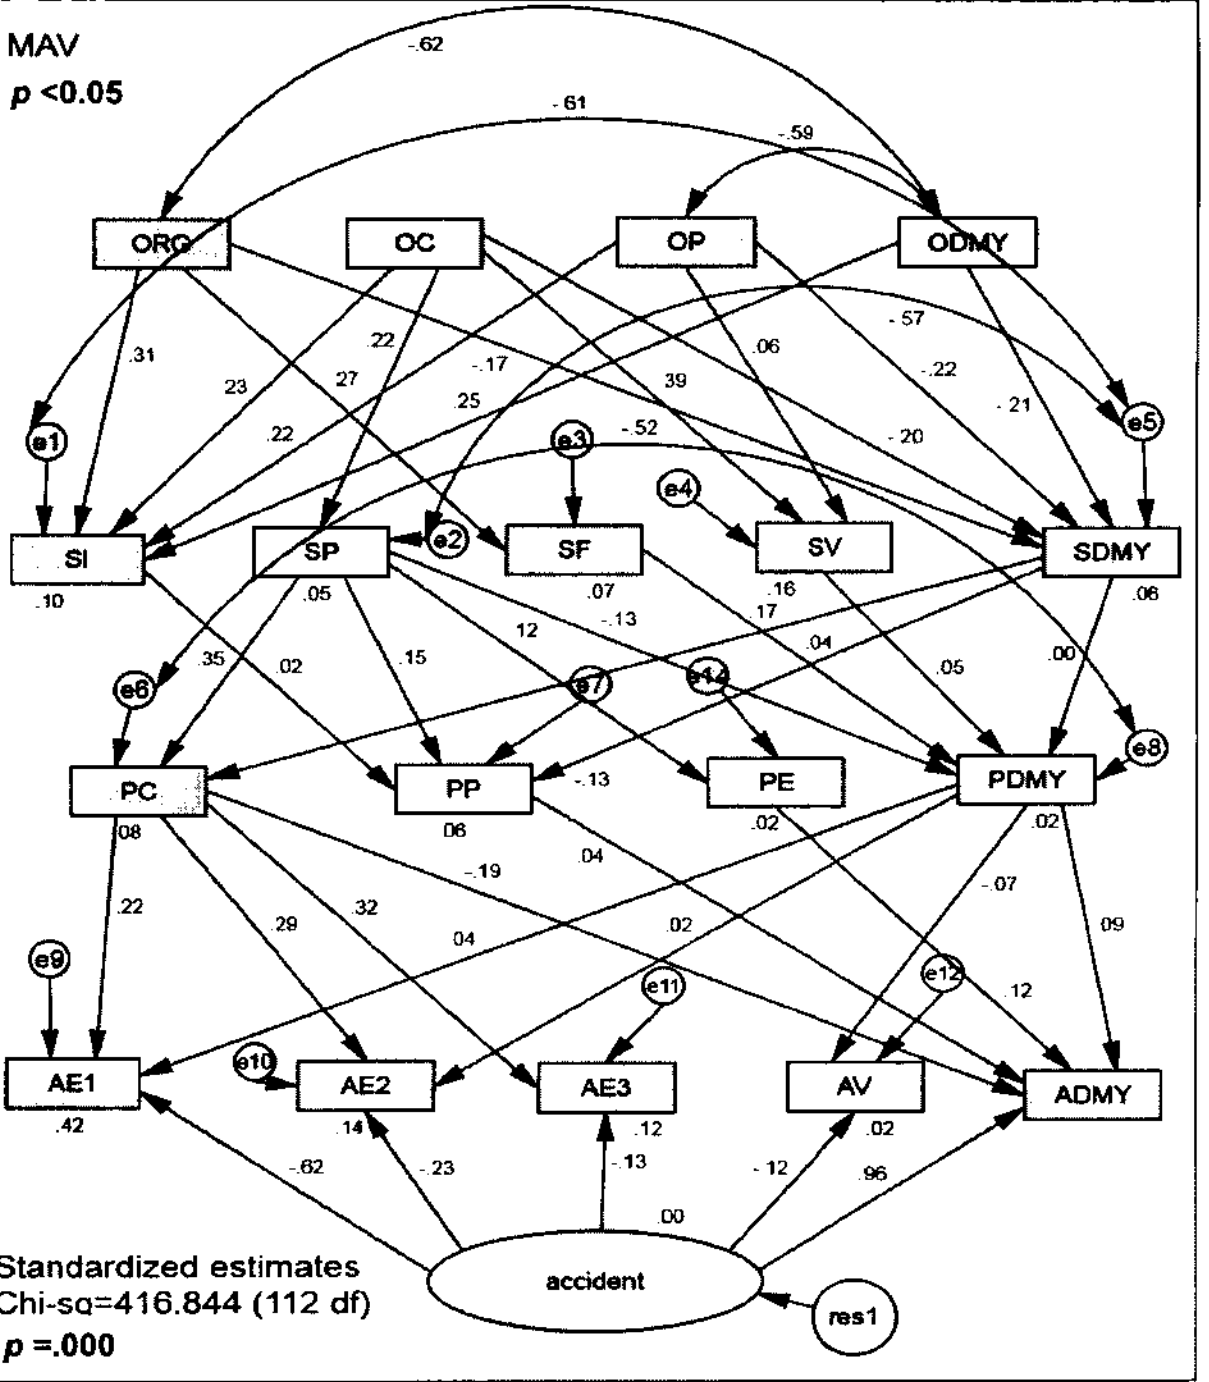 MAV
p <0.05
-.62
-.61
-.59
ORG
OC
OP
ODMY
.31
.22
-.17
.06
-.57
-.22
23
27
39
.25
-.21
.22
-.52
-.20
e1
e3
e5
e4
e2
SI
SP
SF
SV
SDMY
.10
.05
.07
.16
.06
.35
.02
.15
12
-.13
17
.04
.05
.00
e6
e7
e14
e8
PC
PP
PE
PDMY
08
06
-.13
.02
.02
-.19
.04
-.07
.22
.29
.32
04
.02
09
e9
e11
e12
.12
e10
AE1
AE2
AE3
AV
ADMY
.42
.14
.12
.02
-.62
-.23
-.13
-.12
.96
.00
accident
res1
Standardized estimates
Chi-sq=416.844 (112 df)
p =.000